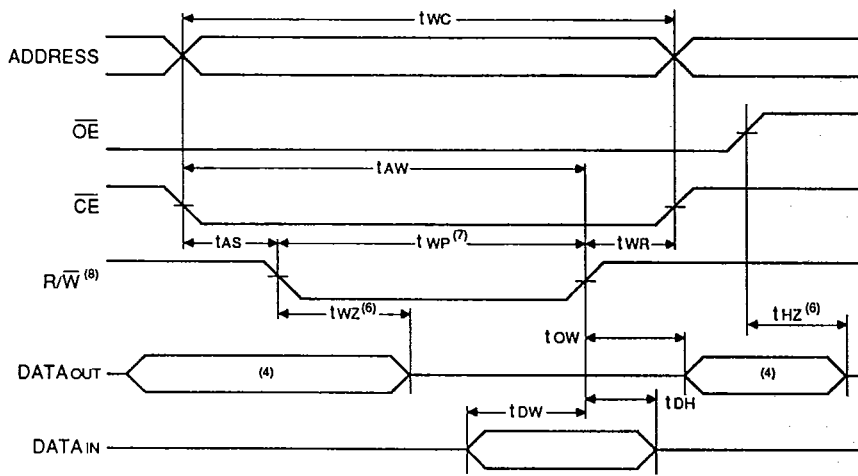 tWC
ADDRESS
OE
tAW
CE
tAS
tWP(7)
tWR
R/W(8)
tWZ(6)
tOW
tHZ(6)
DATAOUT
(4)
(4)
tDW
tDH
DATAIN